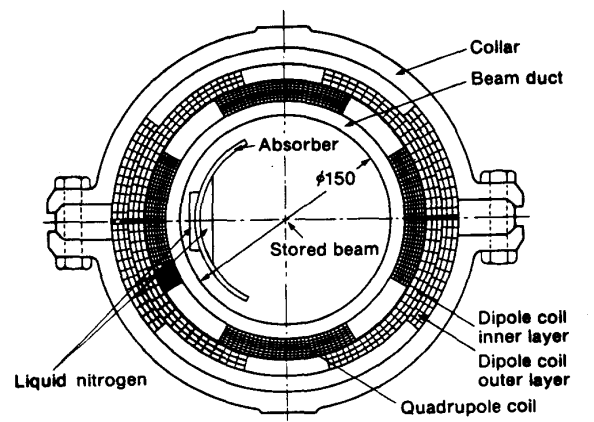 Collar
Beam duct
Absorber
ϕ150
Stored beam
Dipole coil
inner layer
Dipole coil
outer layer
Liquid nitrogen
Quadrupole coil